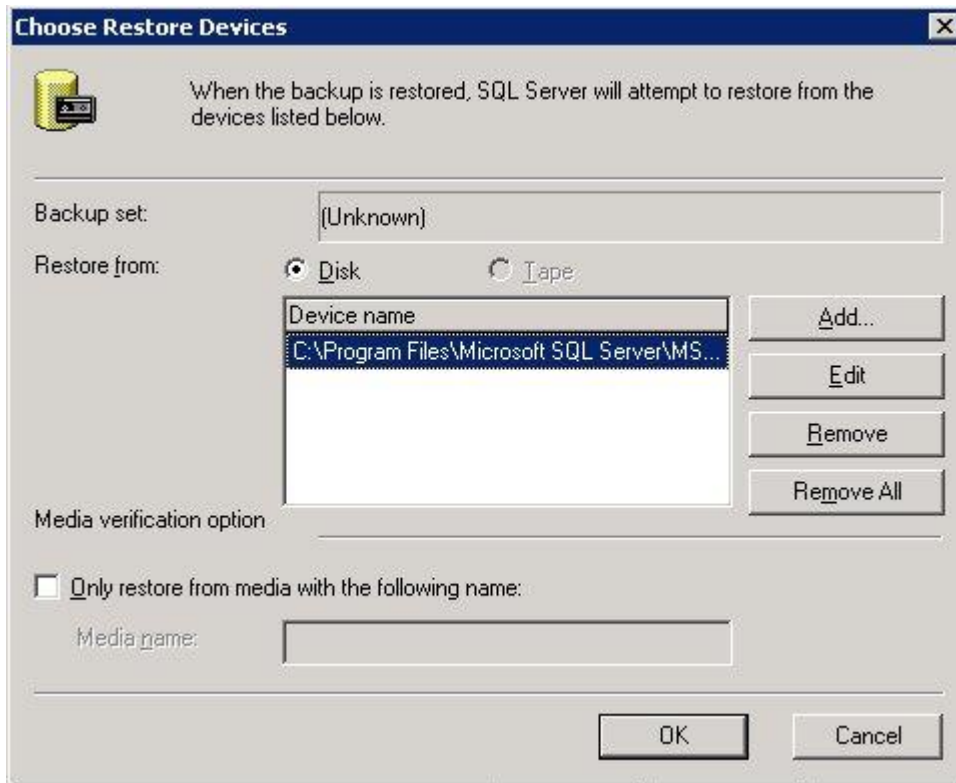 Choose Restore Devices
When the backup is restored, SQL Server will attempt to restore from the
devices listed below.
Backup set:
(Unknown)
Restore from:
Disk
Tape
Device name
Add...
C:\Program Files\Microsoft SQL Server\MS...
Edit
Remove
Remove All
Media verification option
Only restore from media with the following name:
Media name:
OK
Cancel